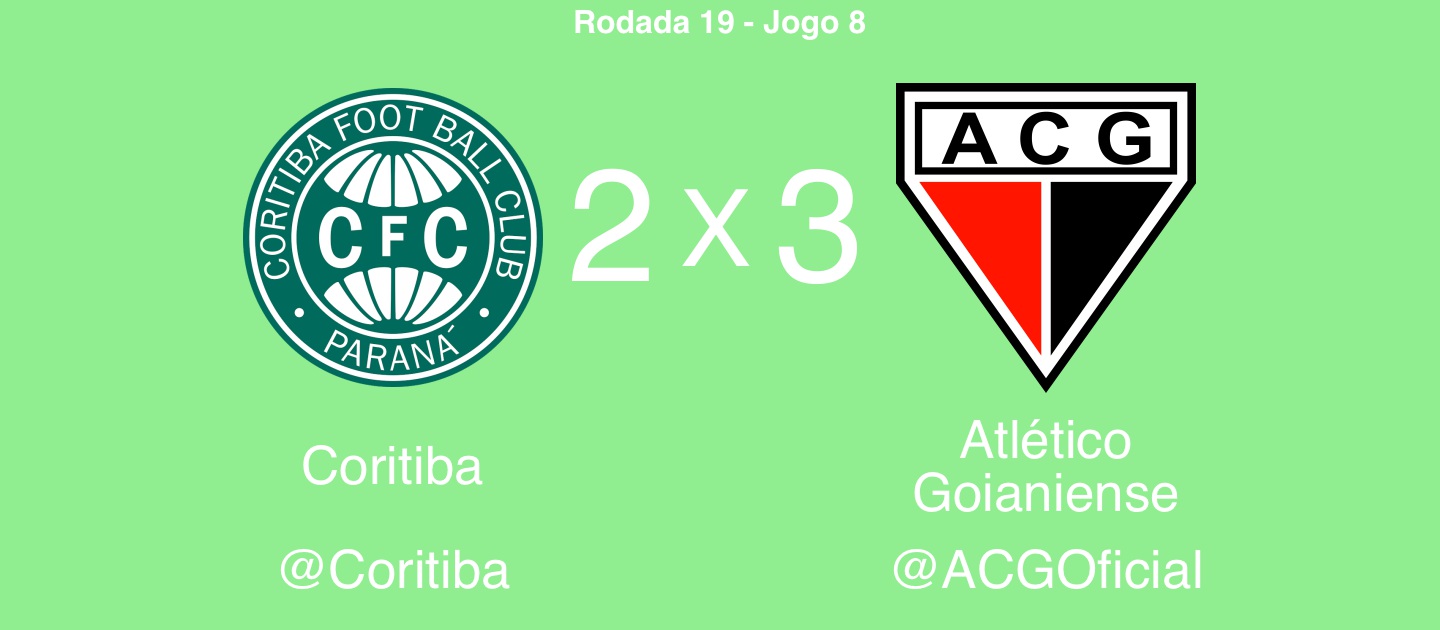 Rodada 19 - Jogo 8
CORITIBA FOOT BALL CLUB
CFC
PARANÁ
2 X 3
ACG
Coritiba
Atlético
Goianiense
@Coritiba
@ACGOficial